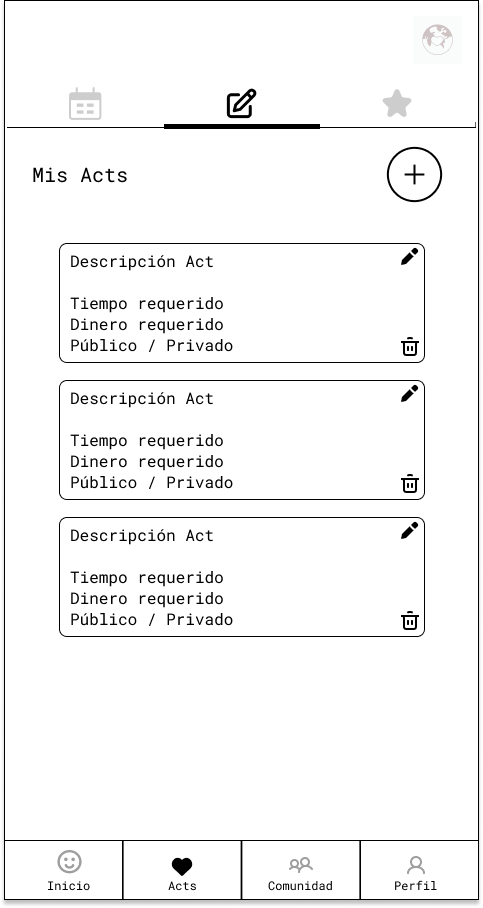 Mis Acts
Descripción Act
Tiempo requerido
Dinero requerido
Público / Privado
Descripción Act
Tiempo requerido
Dinero requerido
Público / Privado
Descripción Act
Tiempo requerido
Dinero requerido
Público / Privado
Inicio
Acts
Comunidad
Perfil